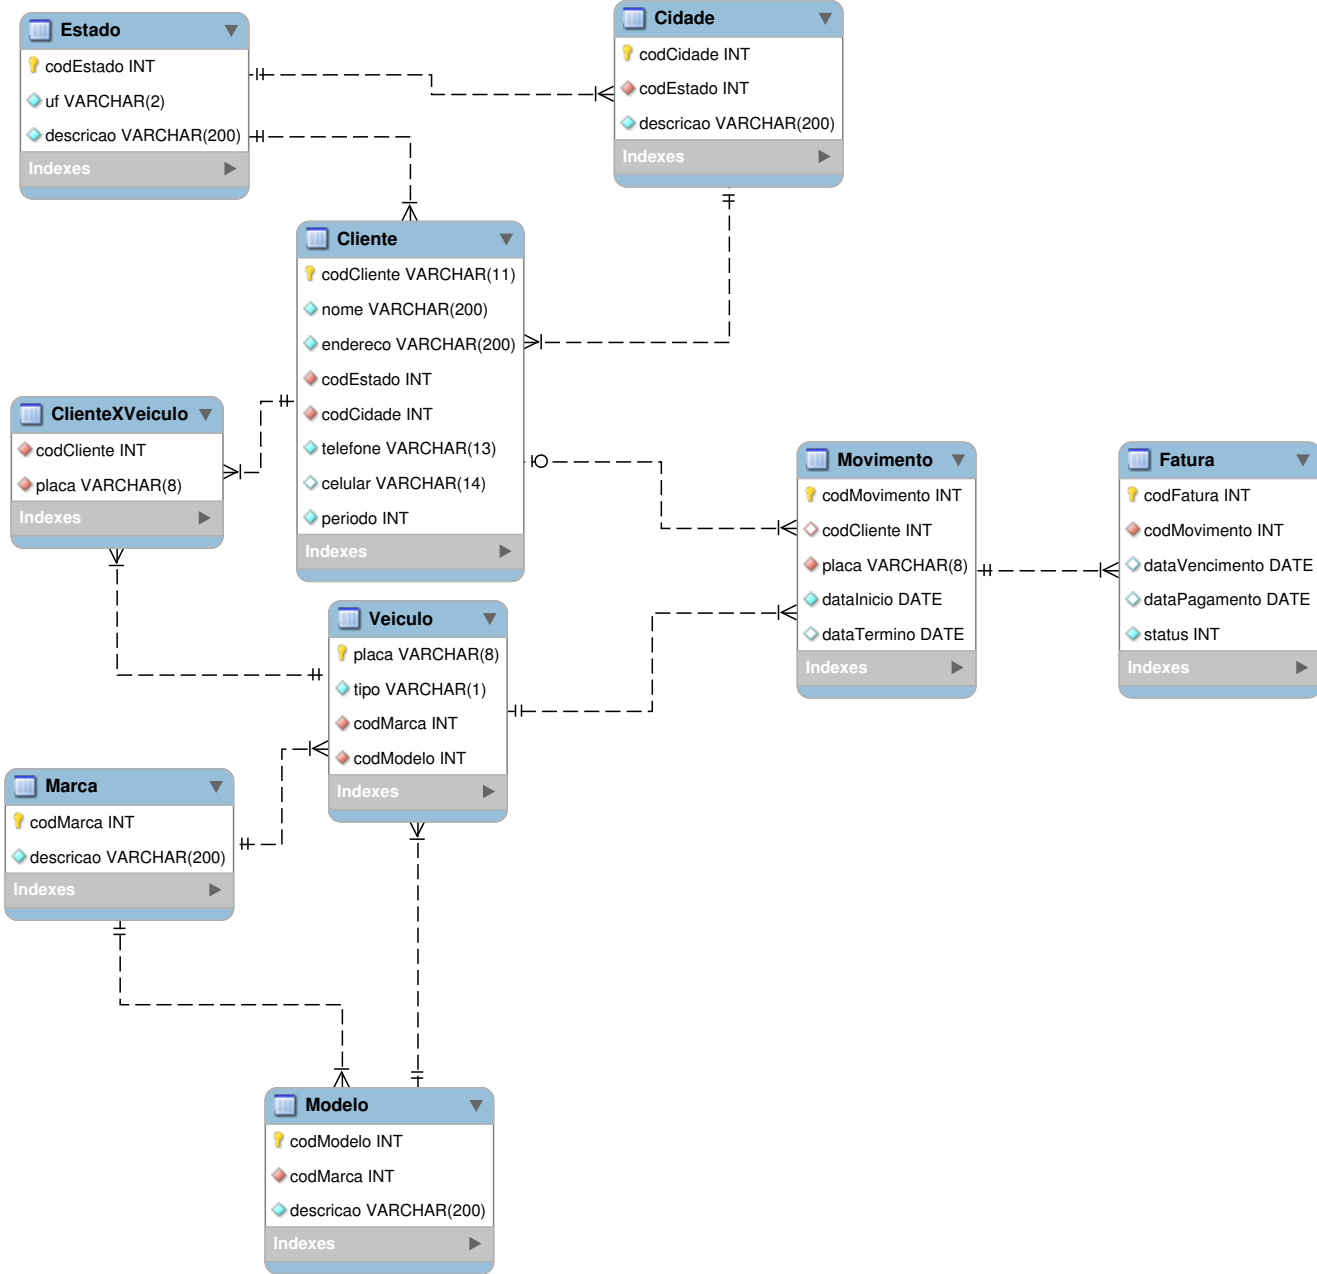 Estado
codEstado INT
uf VARCHAR(2)
descricao VARCHAR(200)
Indexes
Cidade
codCidade INT
codEstado INT
descricao VARCHAR(200)
Indexes
Cliente
codCliente VARCHAR(11)
nome VARCHAR(200)
endereco VARCHAR(200)
codEstado INT
codCidade INT
telefone VARCHAR(13)
celular VARCHAR(14)
periodo INT
Indexes
ClienteXVeiculo
codCliente INT
placa VARCHAR(8)
Indexes
Movimento
codMovimento INT
codCliente INT
placa VARCHAR(8)
dataInicio DATE
dataTermino DATE
Indexes
Fatura
codFatura INT
codMovimento INT
dataVencimento DATE
dataPagamento DATE
status INT
Indexes
Veiculo
placa VARCHAR(8)
tipo VARCHAR(1)
codMarca INT
codModelo INT
Indexes
Marca
codMarca INT
descricao VARCHAR(200)
Indexes
Modelo
codModelo INT
codMarca INT
descricao VARCHAR(200)
Indexes